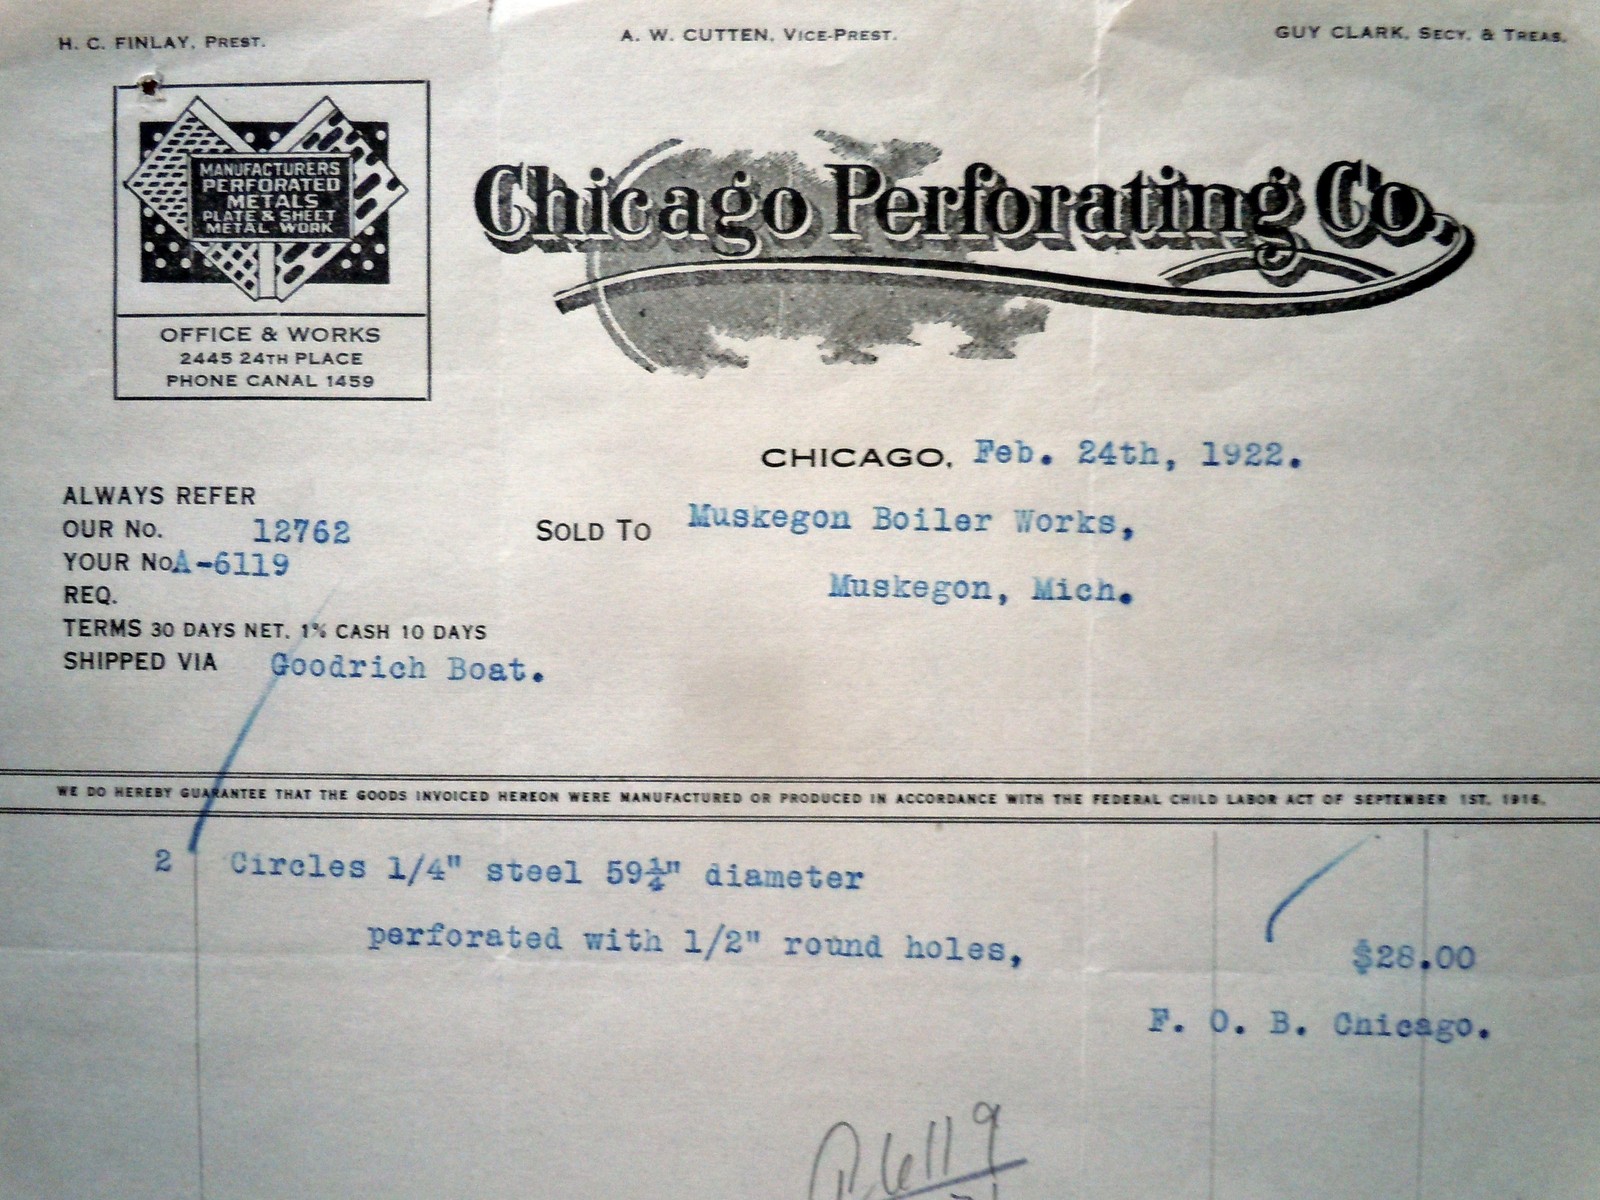 H. C. FINLAY, PREST.
A. W. CUTTEN, VICE-PREST.
GUY CLARK, SECY. & TREAS.
MANUFACTURERS
PERFORATED
METALS
PLATE & SHEET
METAL WORK
OFFICE & WORKS
2445 24TH PLACE
PHONE CANAL 1459
Chicago Perforating Co.
CHICAGO, Feb. 24th, 1922.
ALWAYS REFER
OUR No. 12762
YOUR No A-6119
REQ.
TERMS 30 DAYS NET. 1% CASH 10 DAYS
SHIPPED VIA Goodrich Boat.
SOLD TO Muskegon Boiler Works,
Muskegon, Mich.
WE DO HEREBY GUARANTEE THAT THE GOODS INVOICED HEREON WERE MANUFACTURED OR PRODUCED IN ACCORDANCE WITH THE FEDERAL CHILD LABOR ACT OF SEPTEMBER 1ST, 1916.
2 Circles 1/4" steel 59¼" diameter
perforated with 1/2" round holes, $28.00
F. O. B. Chicago.
6119